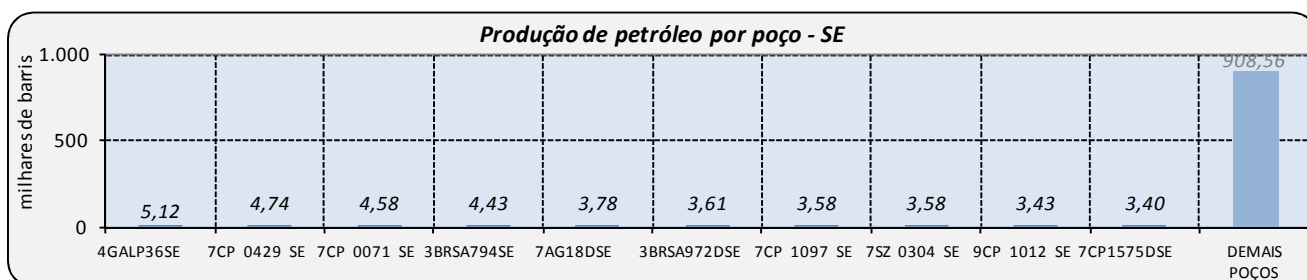 Produção de petróleo por poço - SE
milhares de barris
1.000
500
0
5,12
4,74
4,58
4,43
3,78
3,61
3,58
3,58
3,43
3,40
908,56
4GALP36SE
7CP 0429 SE
7CP 0071 SE
3BRSA794SE
7AG18DSE
3BRSA972DSE
7CP 1097 SE
7SZ 0304 SE
9CP 1012 SE
7CP1575DSE
DEMAIS
POÇOS